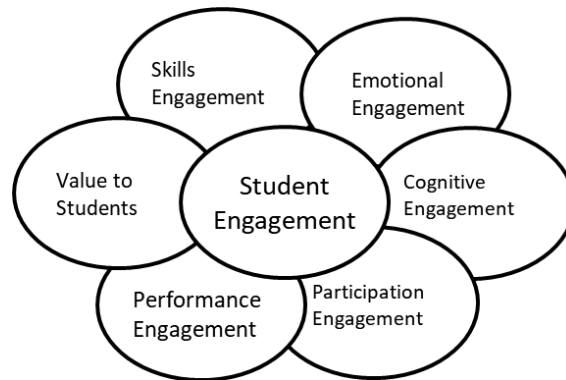 Skills
Engagement
Emotional
Engagement
Value to
Students
Student
Engagement
Cognitive
Engagement
Performance
Engagement
Participation
Engagement